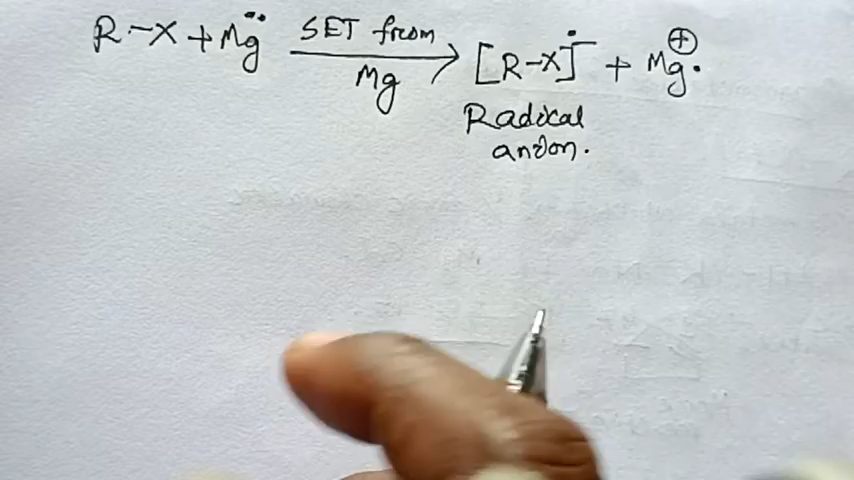 R-X + Mg̈ SET from Mg → [R-X]•⁻ + Mg•⊕
Radical
anion.